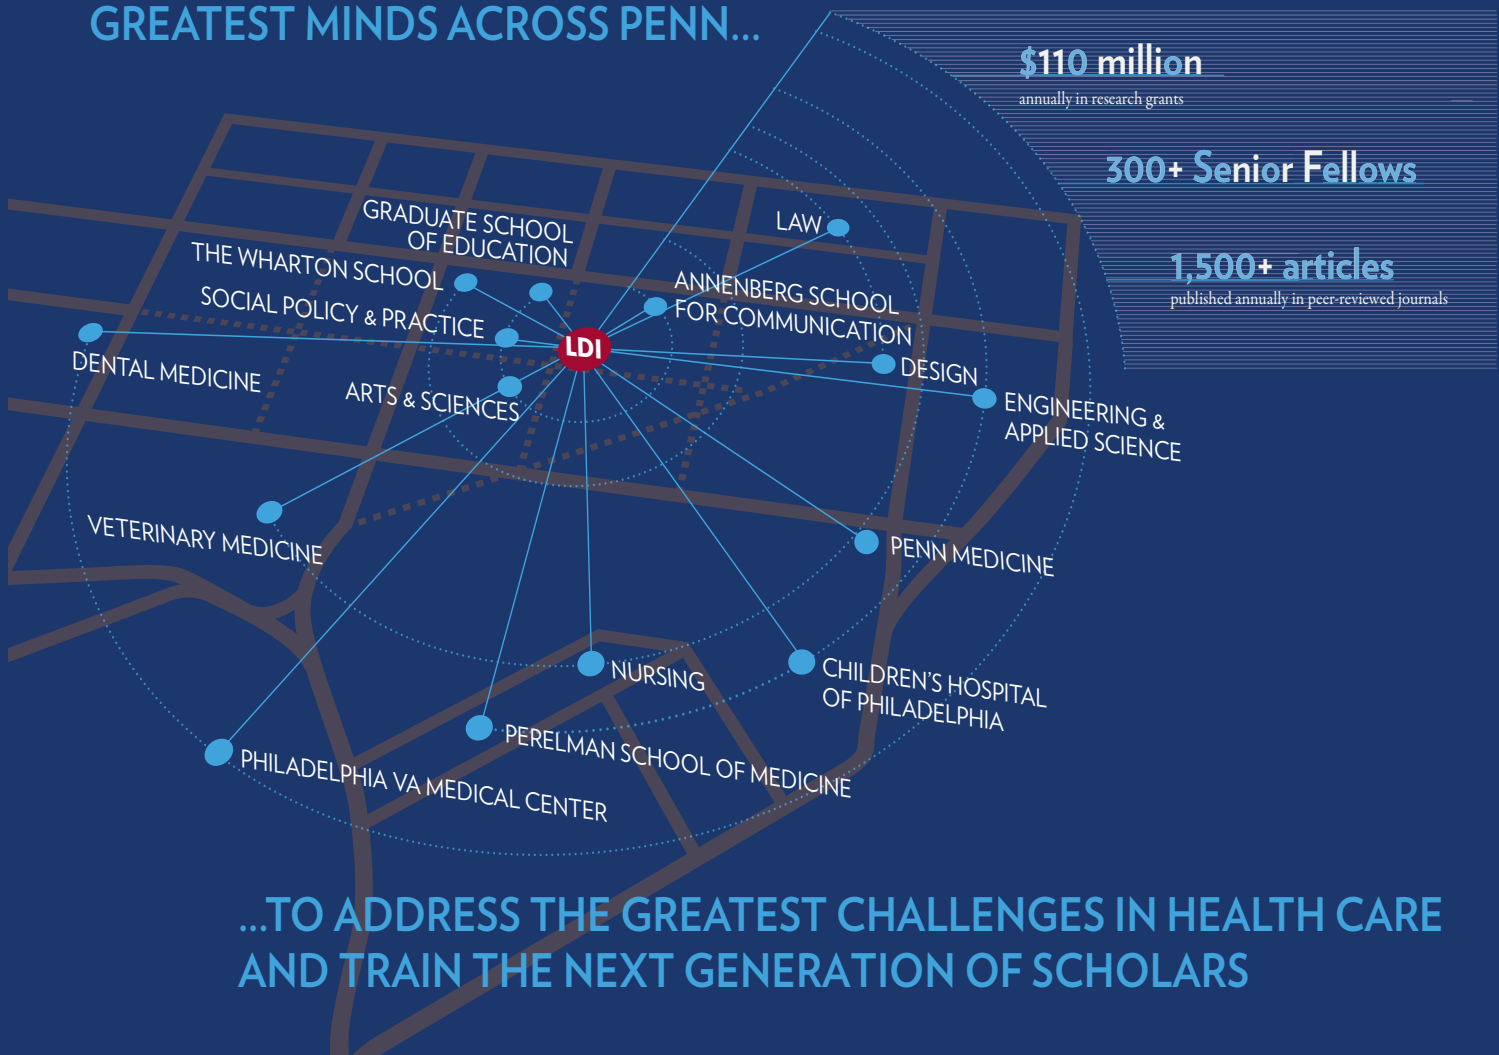 GREATEST MINDS ACROSS PENN...
$110 million
annually in research grants
300+ Senior Fellows
1,500+ articles
published annually in peer-reviewed journals
LAW
GRADUATE SCHOOL
OF EDUCATION
THE WHARTON SCHOOL
SOCIAL POLICY & PRACTICE
ANNENBERG SCHOOL
FOR COMMUNICATION
LDI
DENTAL MEDICINE
ARTS & SCIENCES
DESIGN
ENGINEERING &
APPLIED SCIENCE
VETERINARY MEDICINE
PENN MEDICINE
NURSING
CHILDREN'S HOSPITAL
OF PHILADELPHIA
PERELMAN SCHOOL OF MEDICINE
PHILADELPHIA VA MEDICAL CENTER
...TO ADDRESS THE GREATEST CHALLENGES IN HEALTH CARE
AND TRAIN THE NEXT GENERATION OF SCHOLARS